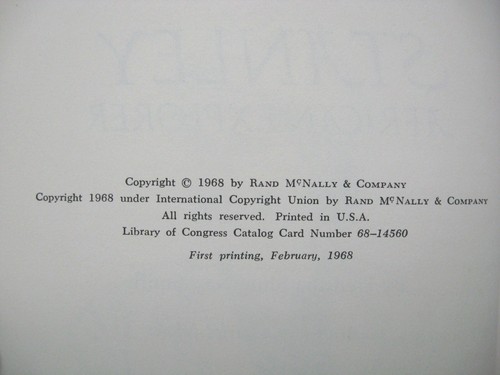 Copyright © 1968 by RAND MᶜNALLY & COMPANY
Copyright 1968 under International Copyright Union by RAND MᶜNALLY & COMPANY
All rights reserved. Printed in U.S.A.
Library of Congress Catalog Card Number 68–14560
First printing, February, 1968